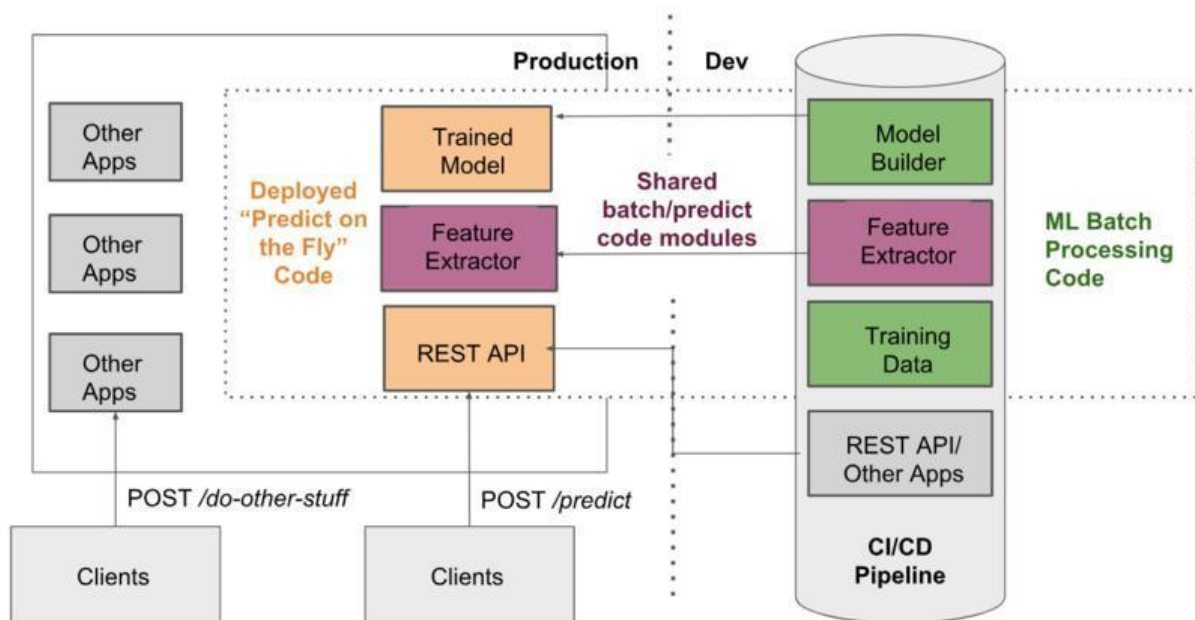 Production
Dev
Other
Apps
Other
Apps
Other
Apps
Deployed
“Predict on
the Fly”
Code
Trained
Model
Feature
Extractor
REST API
Shared
batch/predict
code modules
Model
Builder
Feature
Extractor
Training
Data
REST API/
Other Apps
CI/CD
Pipeline
ML Batch
Processing
Code
POST /do-other-stuff
POST /predict
Clients
Clients